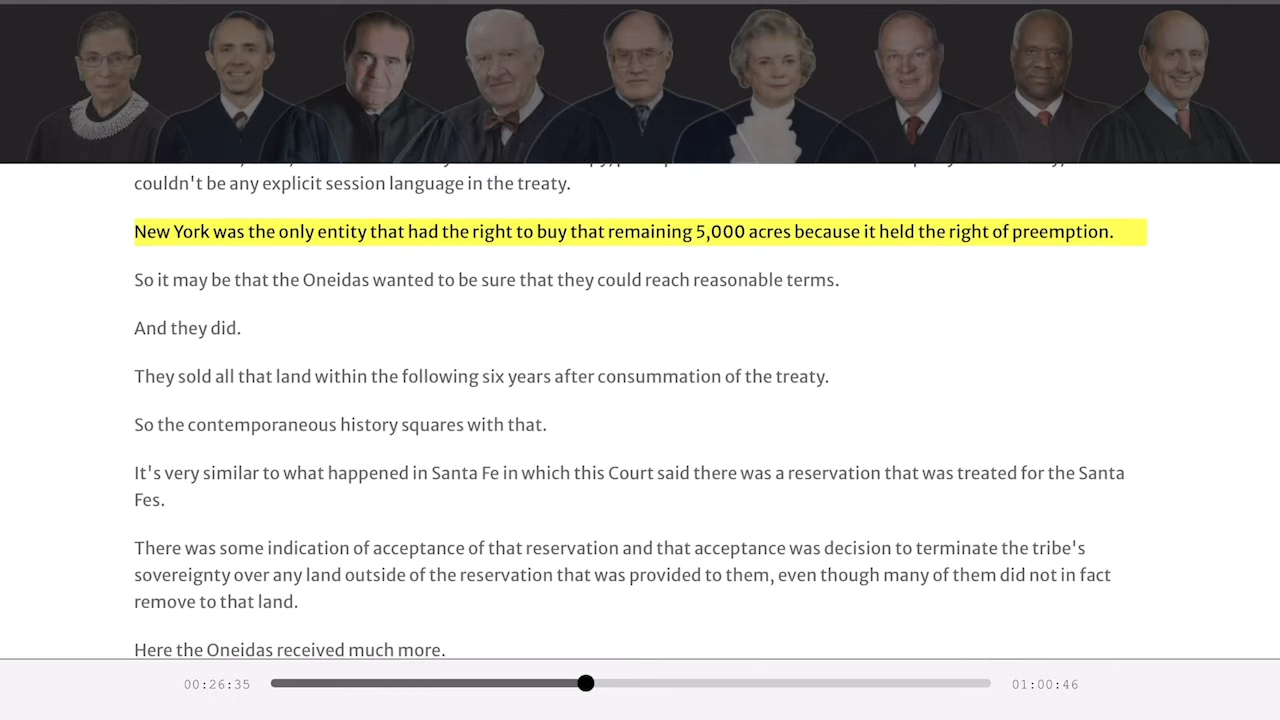 couldn't be any explicit session language in the treaty.
New York was the only entity that had the right to buy that remaining 5,000 acres because it held the right of preemption.
So it may be that the Oneidas wanted to be sure that they could reach reasonable terms.
And they did.
They sold all that land within the following six years after consummation of the treaty.
So the contemporaneous history squares with that.
It's very similar to what happened in Santa Fe in which this Court said there was a reservation that was treated for the Santa
Fes.
There was some indication of acceptance of that reservation and that acceptance was decision to terminate the tribe's
sovereignty over any land outside of the reservation that was provided to them, even though many of them did not in fact
remove to that land.
Here the Oneidas received much more.
00:26:35
01:00:46